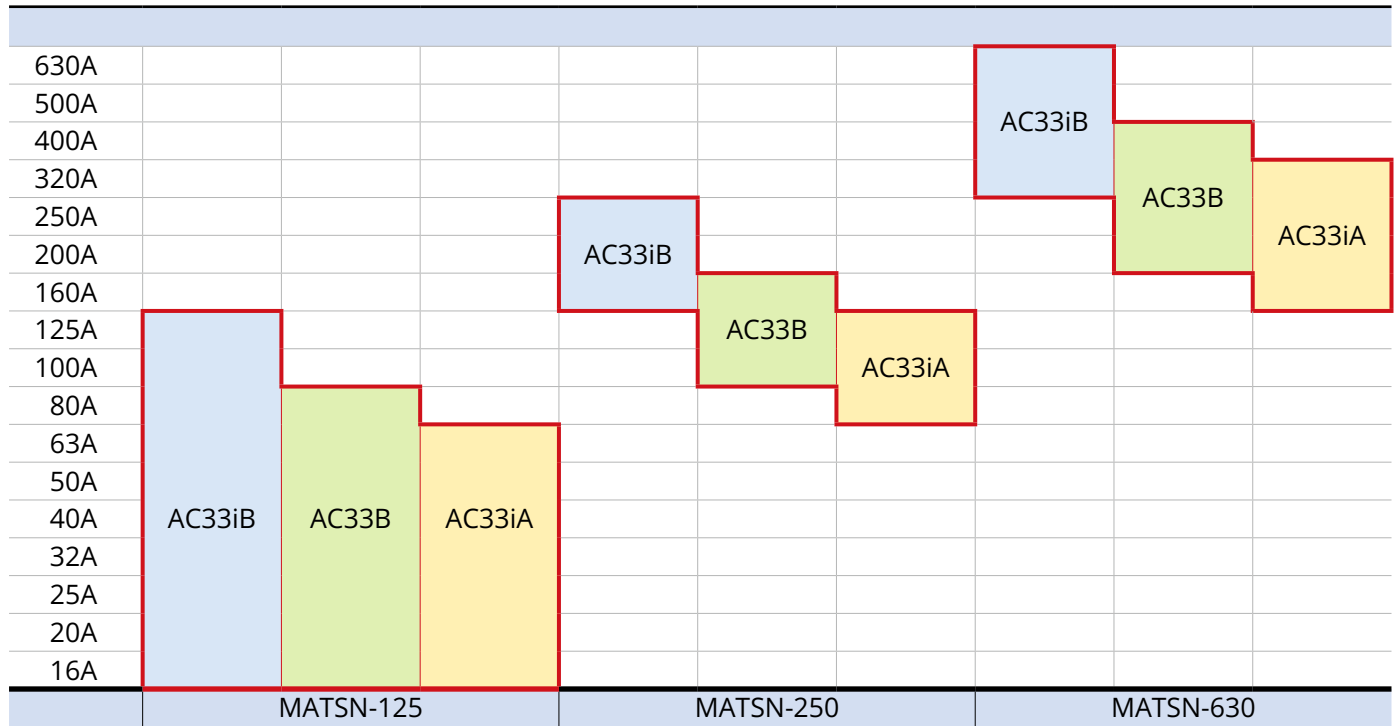 630A
500A
AC33iB
400A
320A
AC33B
250A
AC33iA
200A
AC33iB
160A
125A
AC33B
100A
AC33iA
80A
63A
50A
40A AC33iB AC33B AC33iA
32A
25A
20A
16A
MATSN-125 MATSN-250 MATSN-630